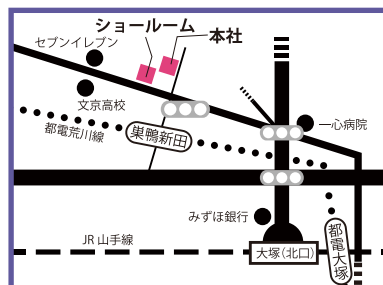 ショールーム
本社
セブンイレブン
文京高校
都電荒川線
巣鴨新田
一心病院
みずほ銀行
JR山手線
大塚(北口)
都電大塚